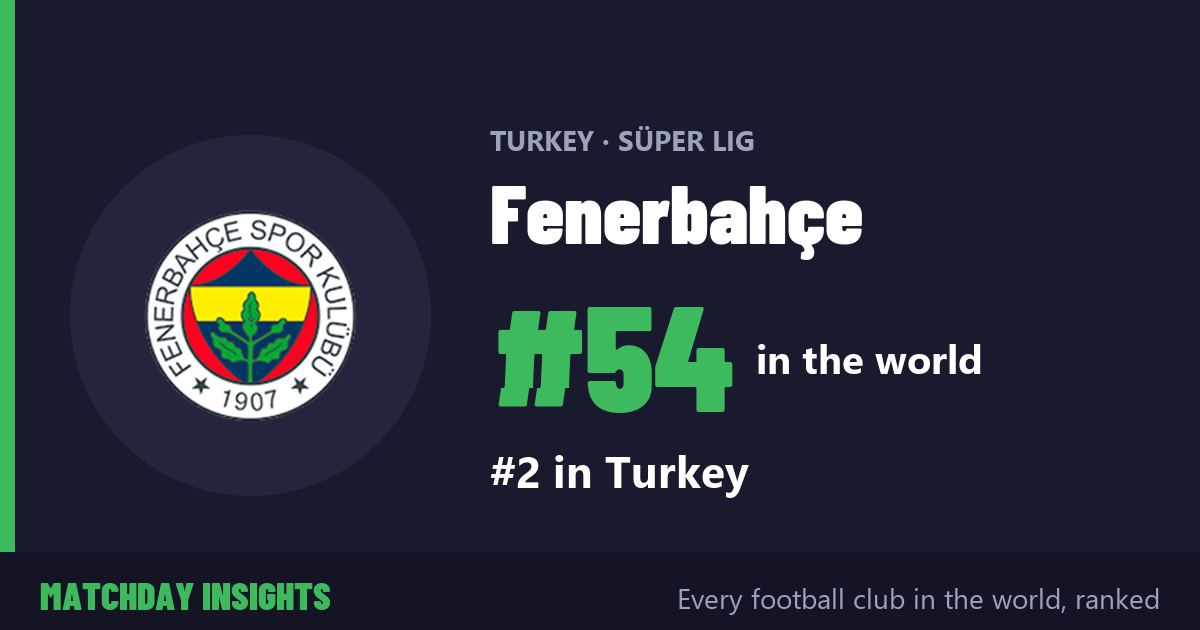 FENERBAHÇE SPOR KULÜBÜ
★ 1907 ★
TURKEY · SÜPER LIG
Fenerbahçe
#54 in the world
#2 in Turkey
MATCHDAY INSIGHTS
Every football club in the world, ranked